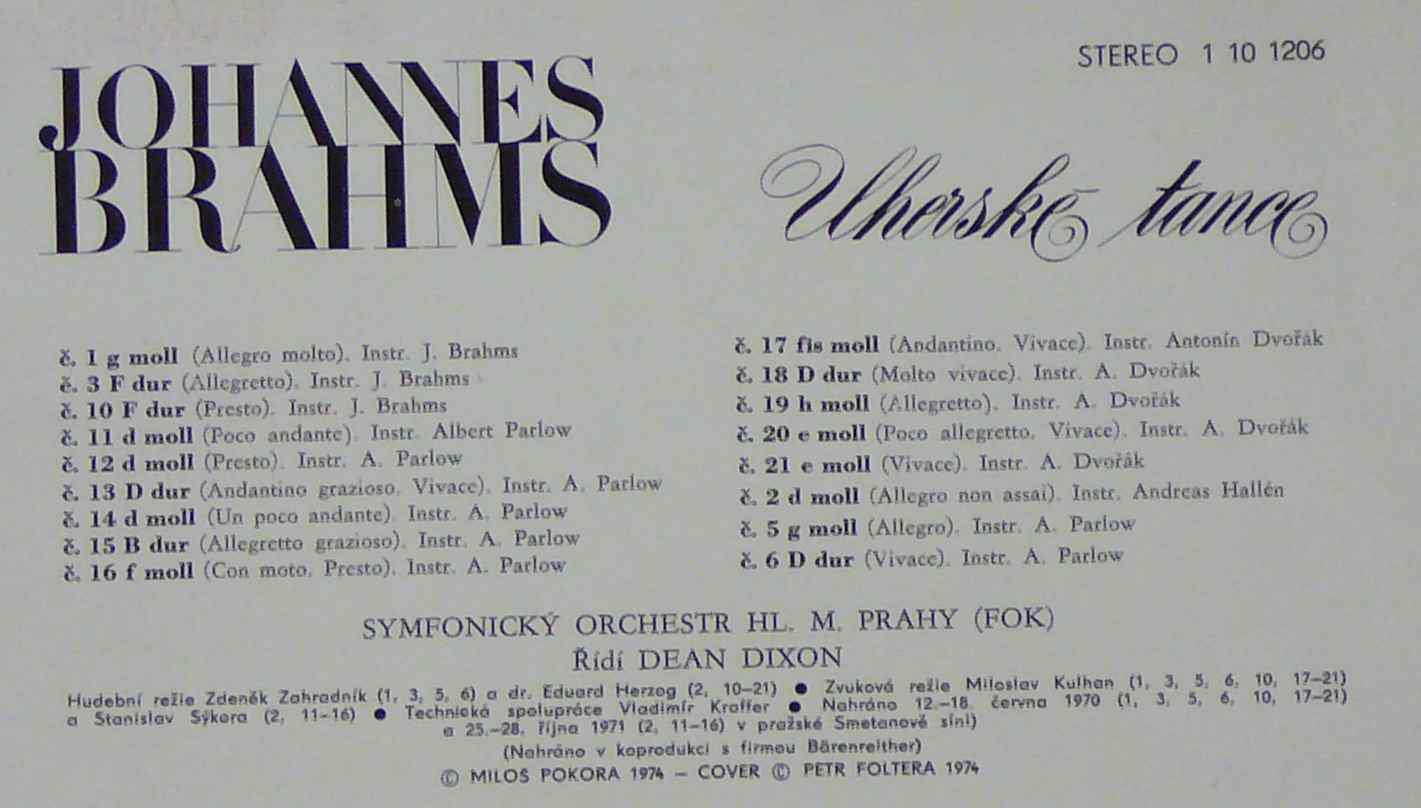 JOHANNES
BRAHMS
STEREO 1 10 1206
Uherské tance
č. 1 g moll (Allegro molto). Instr. J. Brahms
č. 3 F dur (Allegretto). Instr. J. Brahms
č. 10 F dur (Presto). Instr. J. Brahms
č. 11 d moll (Poco andante). Instr. Albert Parlow
č. 12 d moll (Presto). Instr. A. Parlow
č. 13 D dur (Andantino grazioso, Vivace). Instr. A. Parlow
č. 14 d moll (Un poco andante). Instr. A. Parlow
č. 15 B dur (Allegretto grazioso). Instr. A. Parlow
č. 16 f moll (Con moto, Presto). Instr. A. Parlow
č. 17 fis moll (Andantino, Vivace). Instr. Antonín Dvořák
č. 18 D dur (Molto vivace). Instr. A. Dvořák
č. 19 h moll (Allegretto). Instr. A. Dvořák
č. 20 e moll (Poco allegretto, Vivace). Instr. A. Dvořák
č. 21 e moll (Vivace). Instr. A. Dvořák
č. 2 d moll (Allegro non assai). Instr. Andreas Hallén
č. 5 g moll (Allegro). Instr. A. Parlow
č. 6 D dur (Vivace). Instr. A. Parlow
SYMFONICKÝ ORCHESTR HL. M. PRAHY (FOK)
Řídí DEAN DIXON
Hudební režie Zdeněk Zahradník (1, 3, 5, 6) a dr. Eduard Herzog (2, 10–21) ● Zvuková režie Miloslav Kulhan (1, 3, 5, 6, 10, 17–21)
a Stanislav Sýkora (2, 11–16) ● Technická spolupráce Vladimír Kroffer ● Nahráno 12.–18. června 1970 (1, 3, 5, 6, 10, 17–21)
a 25.–28. října 1971 (2, 11–16) v pražské Smetanově síni)
(Nahráno v koprodukci s firmou Bärenreither)
© MILOŠ POKORA 1974 – COVER © PETR FOLTERA 1974